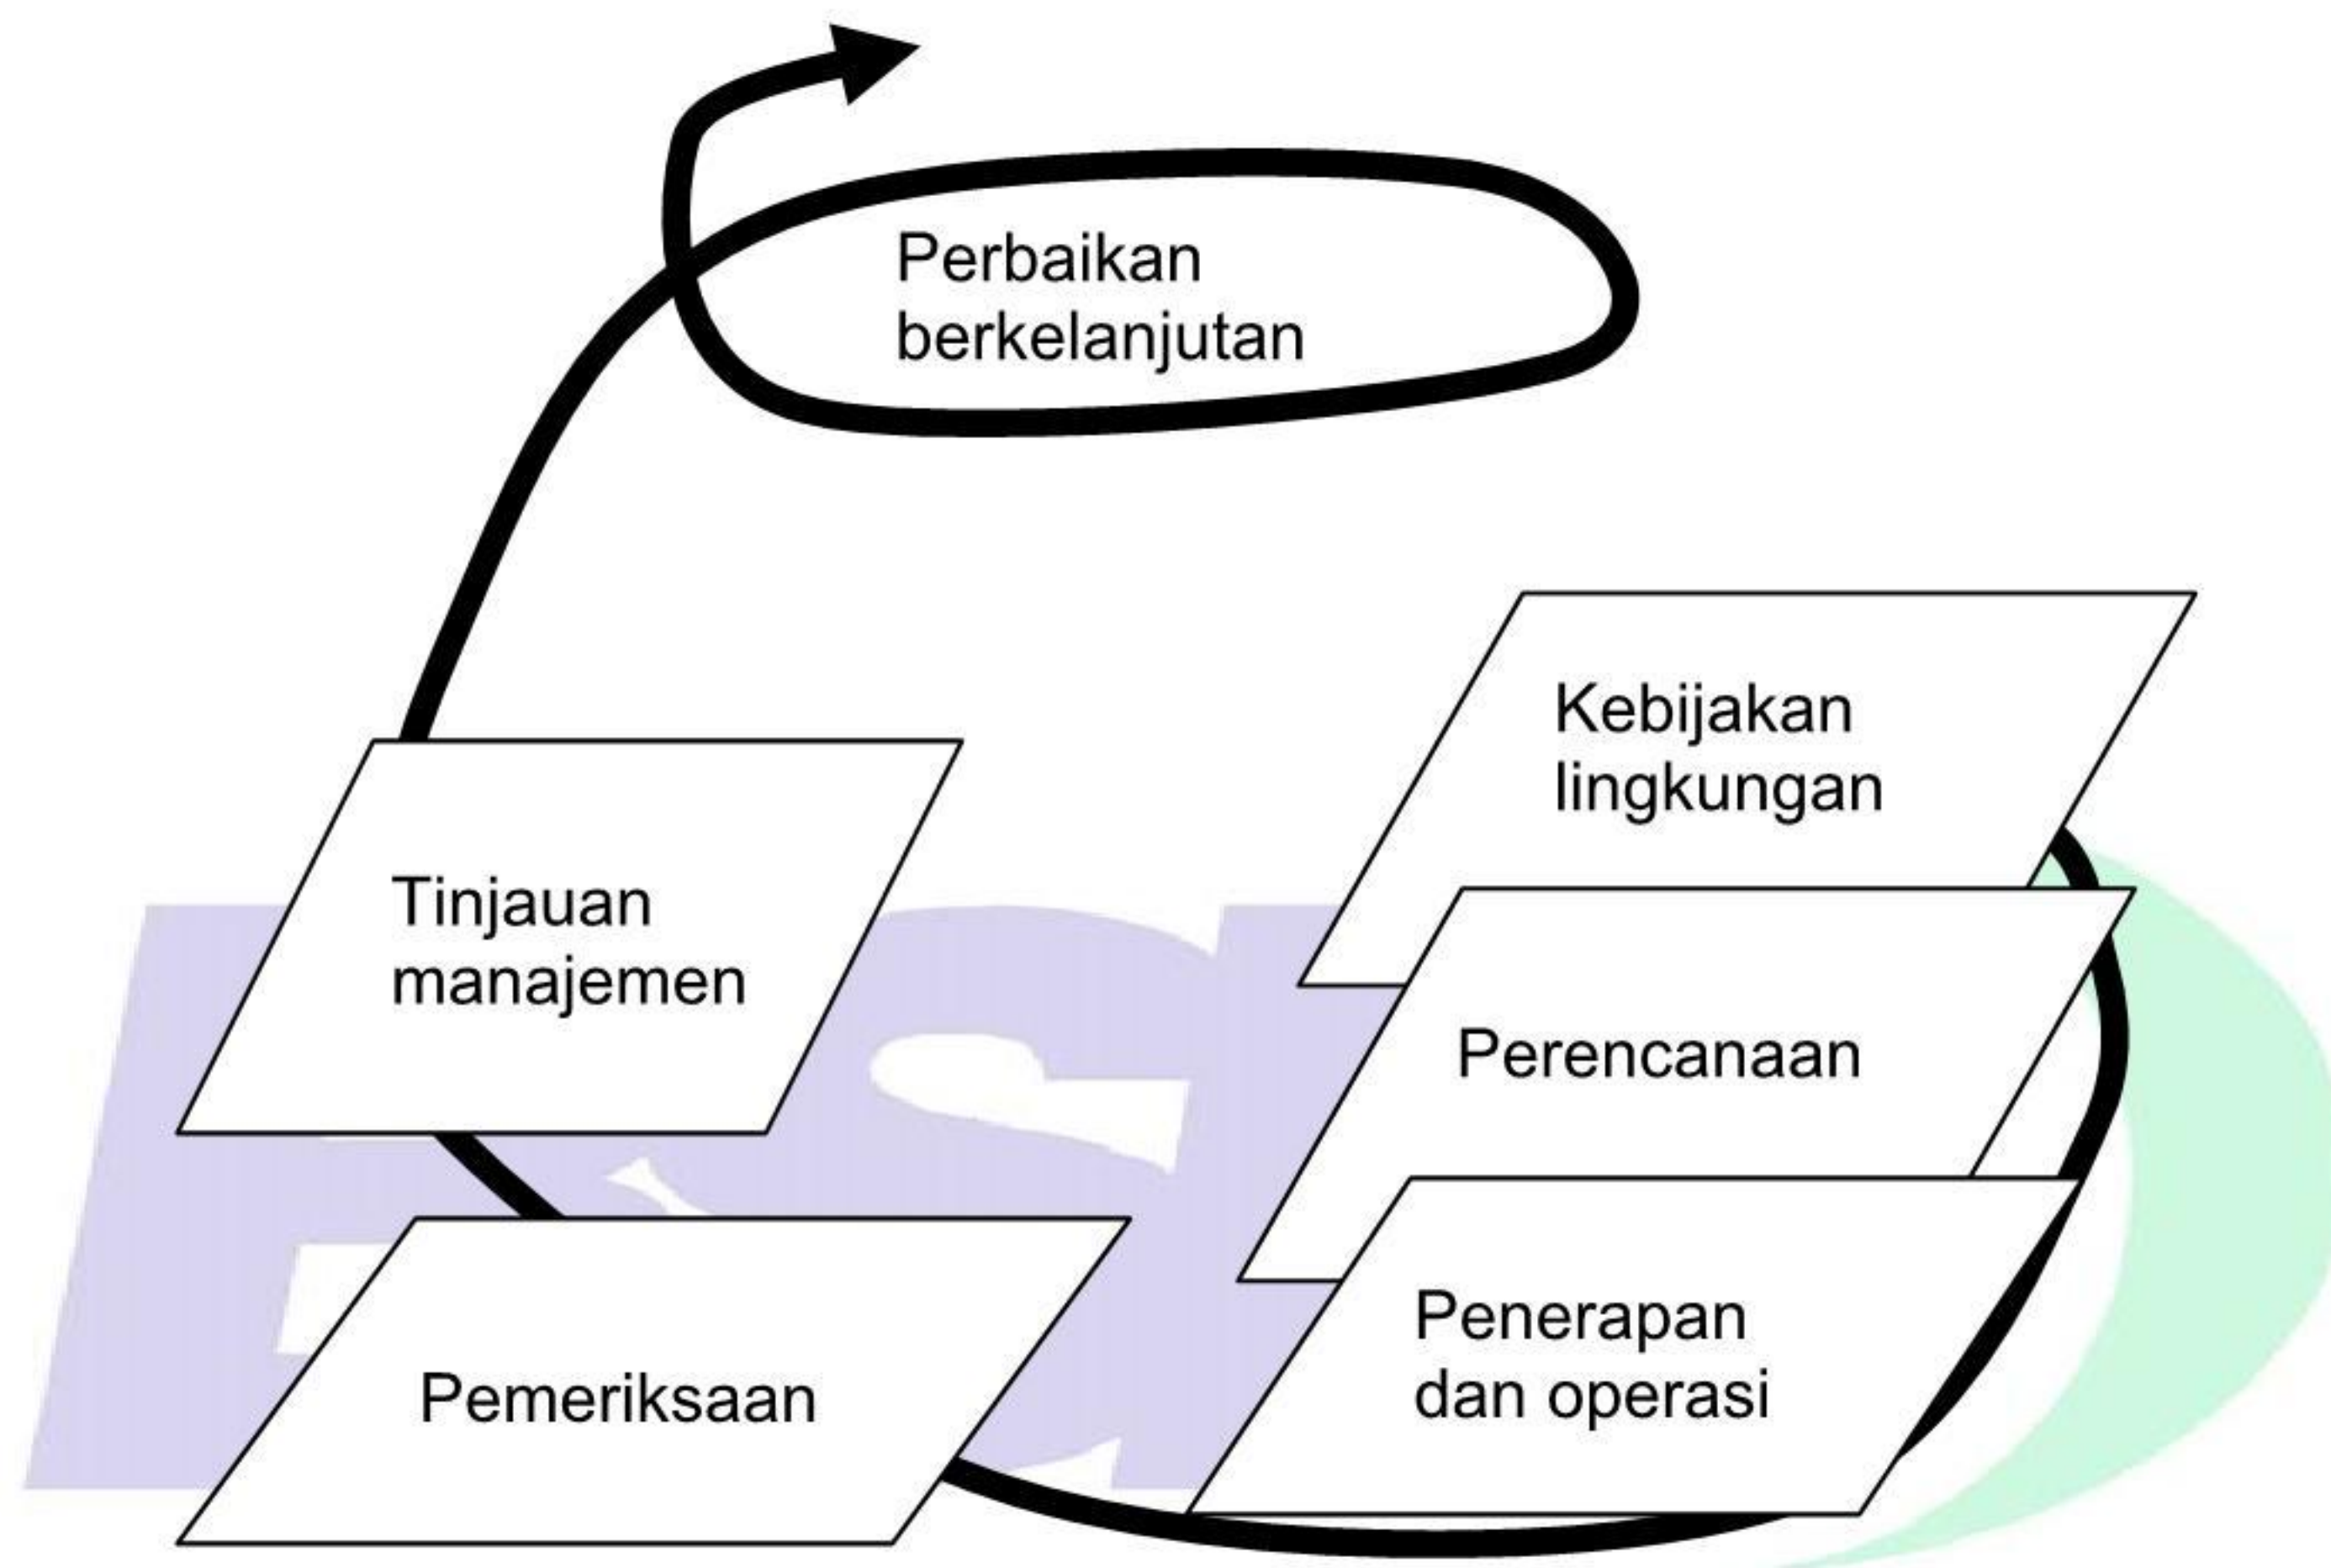 Perbaikan
berkelanjutan
Kebijakan
lingkungan
Perencanaan
Penerapan
dan operasi
Pemeriksaan
Tinjauan
manajemen